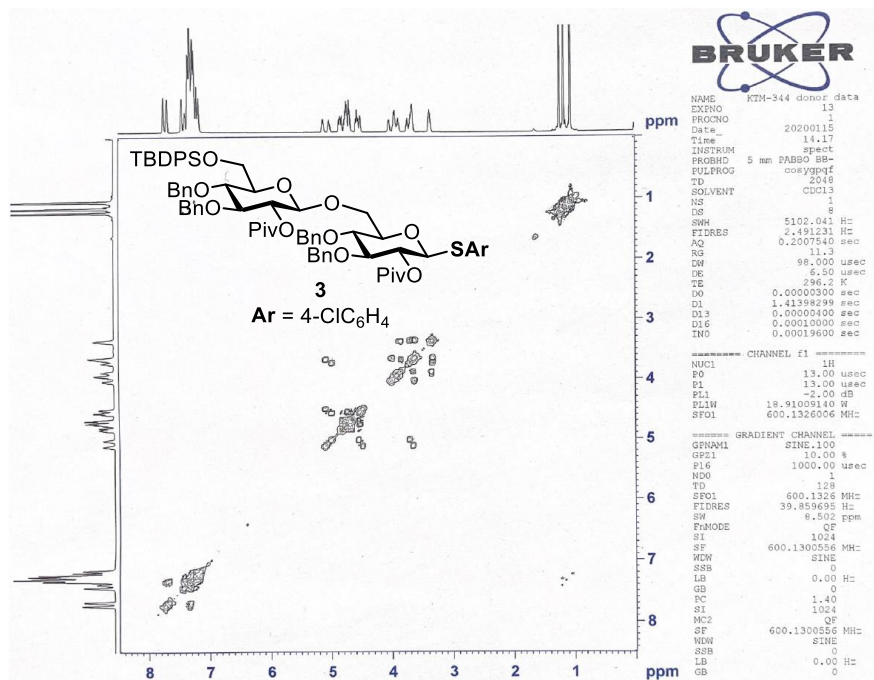 BRUKER
NAME KTM-344 donor data
EXPNO 13
PROCNO 1
Date_ 20200115
Time 14.17
INSTRUM spect
PROBHD 5 mm PABBO BB-
PULPROG cosygpqf
TD 2048
SOLVENT CDCl3
NS 1
DS 8
SWH 5102.041 Hz
FIDRES 2.491231 Hz
AQ 0.2007540 sec
RG 11.3
DW 98.000 usec
DE 6.50 usec
TE 296.2 K
D0 0.00000300 sec
D1 1.41398299 sec
D13 0.00000400 sec
D16 0.00010000 sec
IN0 0.00019600 sec
======== CHANNEL f1 ========
NUC1 1H
P0 13.00 usec
P1 13.00 usec
PL1 -2.00 dB
PL1W 18.91009140 W
SFO1 600.1326006 MHz
====== GRADIENT CHANNEL =====
GPNAM1 SINE.100
GPZ1 10.00 %
P16 1000.00 usec
ND0 1
TD 128
SFO1 600.1326 MHz
FIDRES 39.859695 Hz
SW 8.502 ppm
FnMODE QF
SI 1024
SF 600.1300556 MHz
WDW SINE
SSB 0
LB 0.00 Hz
GB 0
PC 1.40
SI 1024
MC2 QF
SF 600.1300556 MHz
WDW SINE
SSB 0
LB 0.00 Hz
GB 0
ppm
1
2
3
4
5
6
7
8
8 7 6 5 4 3 2 1 ppm
TBDPSO
O
BnO
BnO
O
PivO
BnO
O
BnO
SAr
PivO
3
Ar = 4-ClC6H4